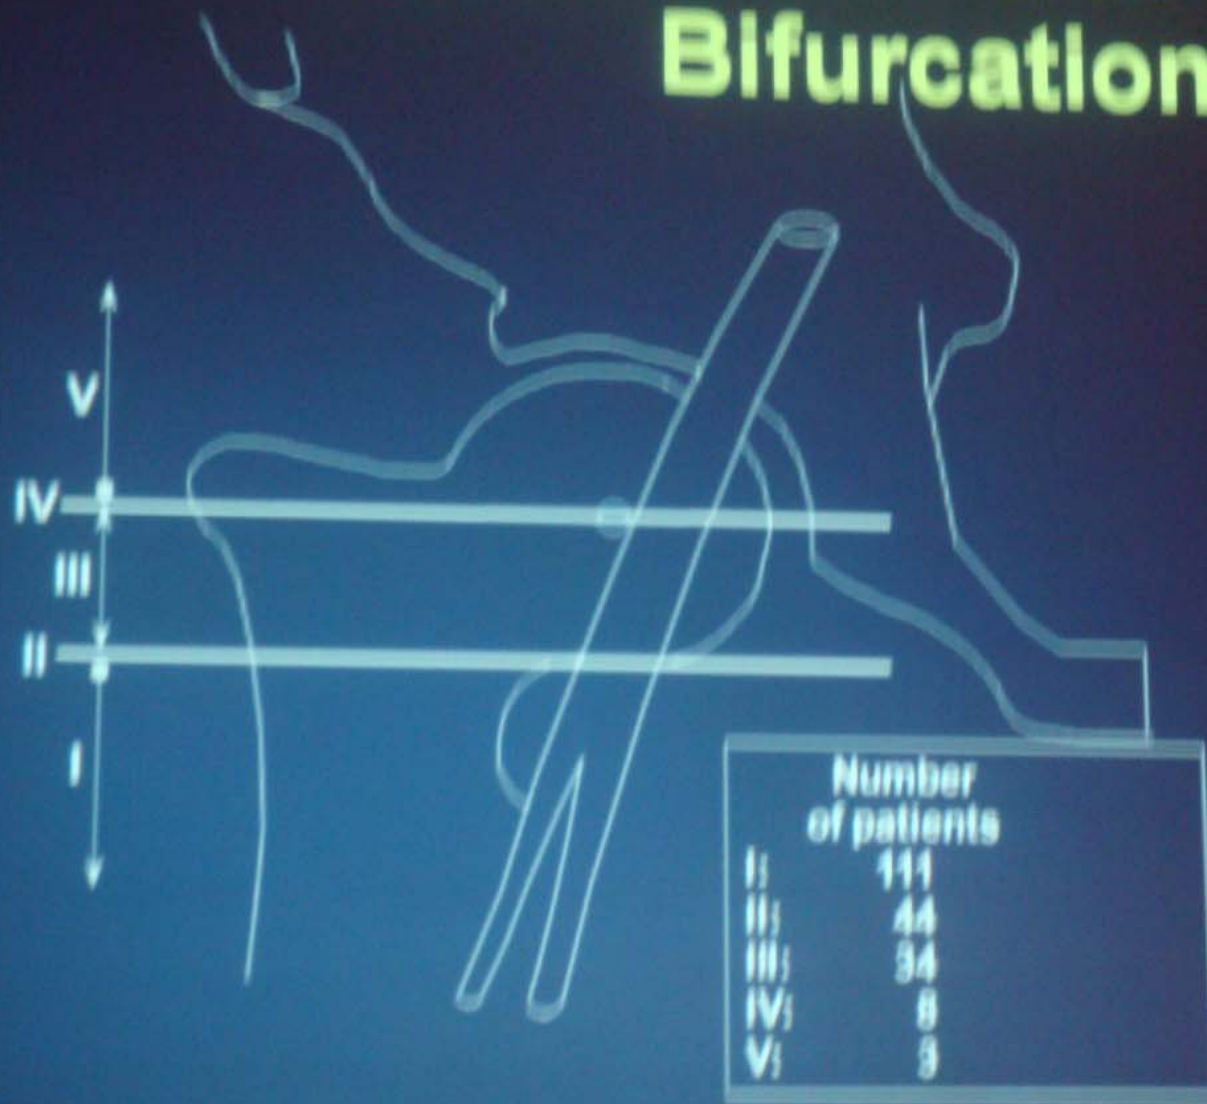 Bifurcation
V
IV
III
II
I
Number
of patients
I: 111
II: 44
III: 34
IV: 8
V: 3